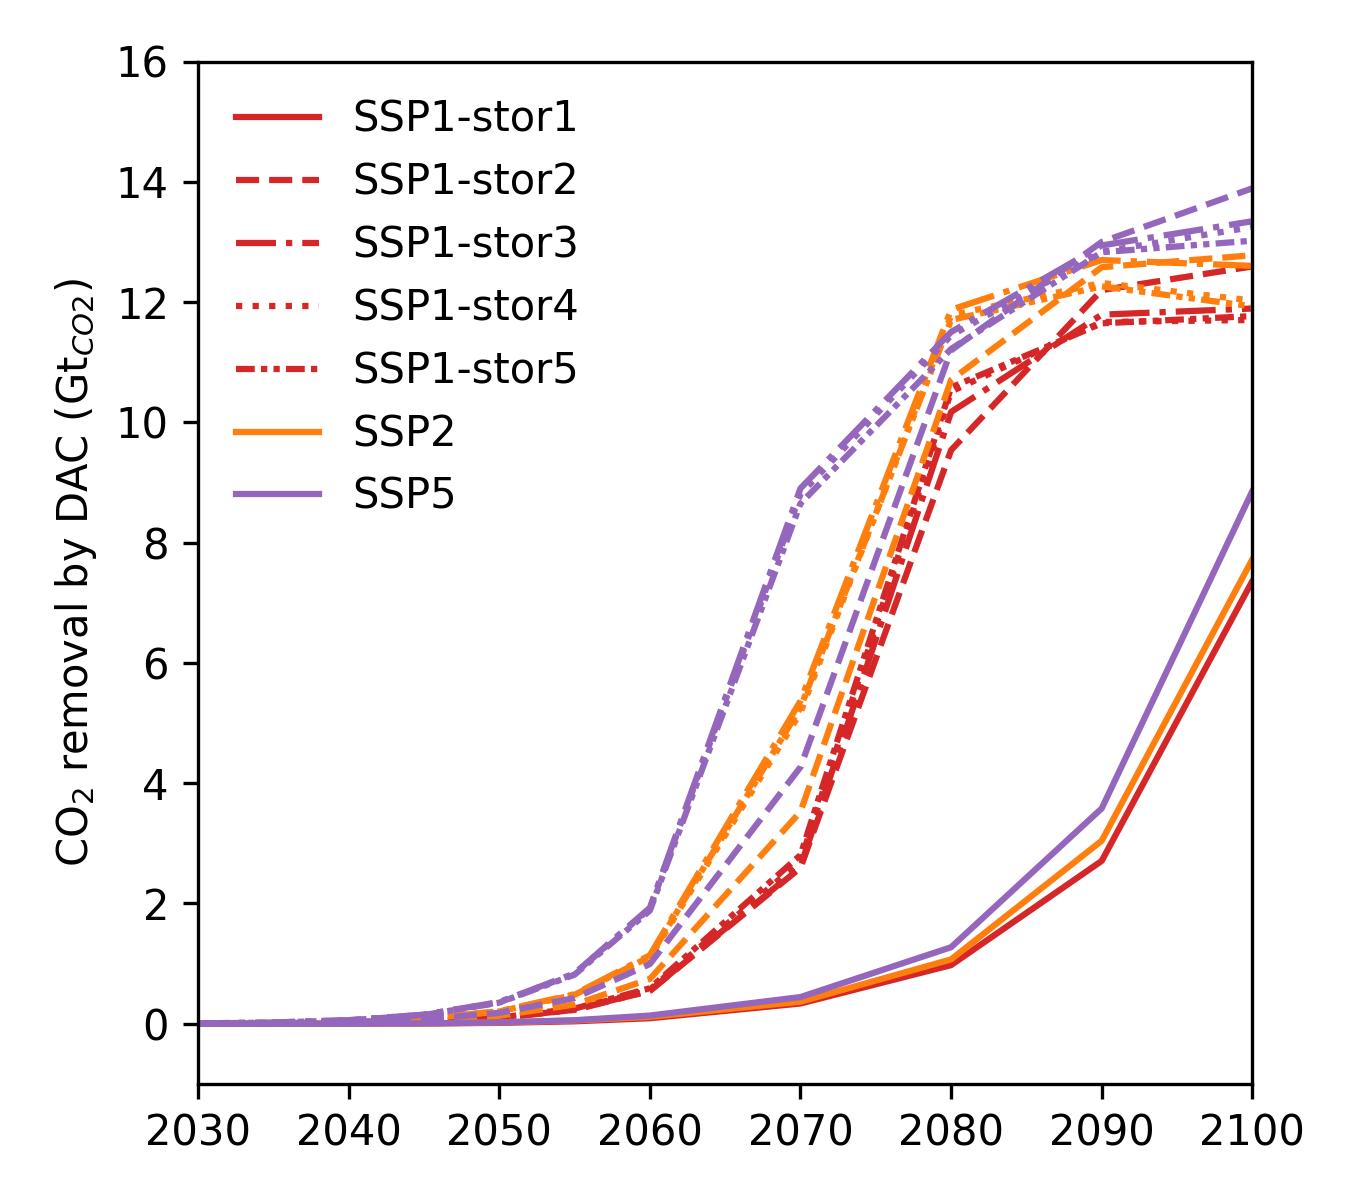 CO₂ removal by DAC (Gt_CO2)
16
14
12
10
8
6
4
2
0
SSP1-stor1
SSP1-stor2
SSP1-stor3
SSP1-stor4
SSP1-stor5
SSP2
SSP5
2030 2040 2050 2060 2070 2080 2090 2100